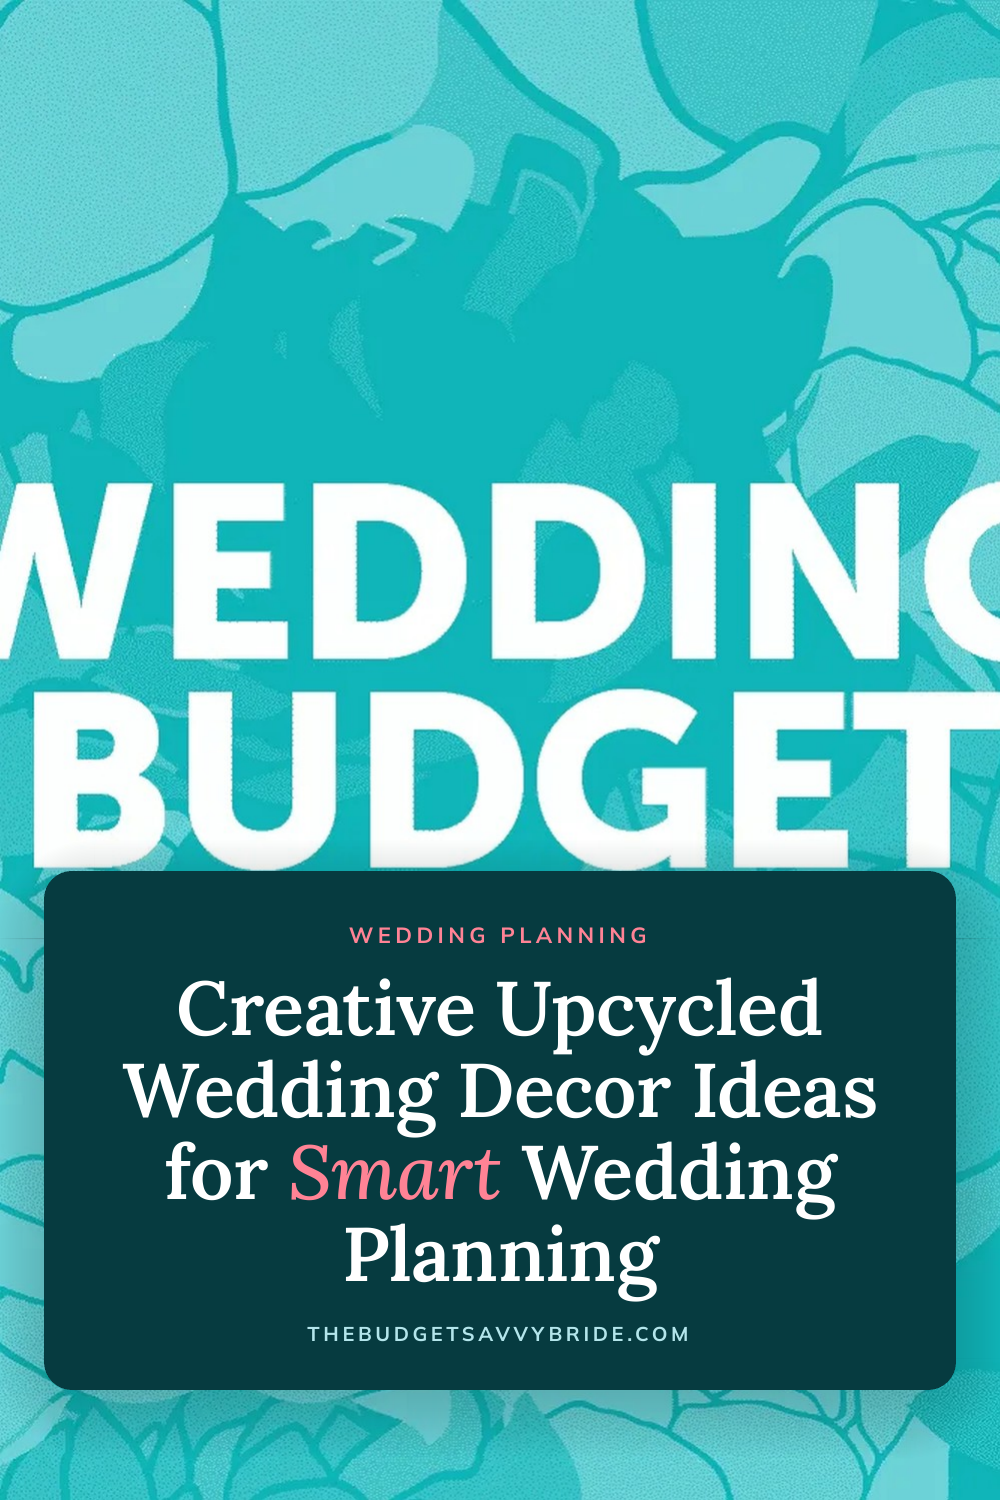 WEDDING
BUDGET
WEDDING PLANNING
Creative Upcycled
Wedding Decor Ideas
for Smart Wedding
Planning
THEBUDGETSAVVYBRIDE.COM